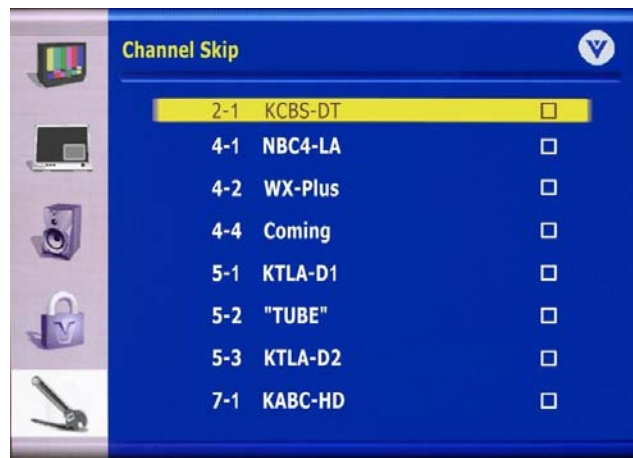 Channel Skip
2-1 KCBS-DT
4-1 NBC4-LA
4-2 WX-Plus
4-4 Coming
5-1 KTLA-D1
5-2 "TUBE"
5-3 KTLA-D2
7-1 KABC-HD